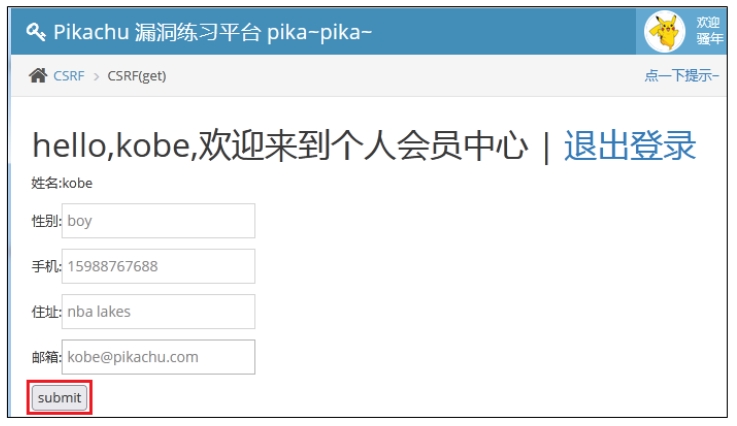 Pikachu 漏洞练习平台 pika~pika~
欢迎
骚年
CSRF > CSRF(get)
点一下提示~
hello,kobe,欢迎来到个人会员中心 | 退出登录
姓名:kobe
性别: boy
手机: 15988767688
住址: nba lakes
邮箱: kobe@pikachu.com
submit